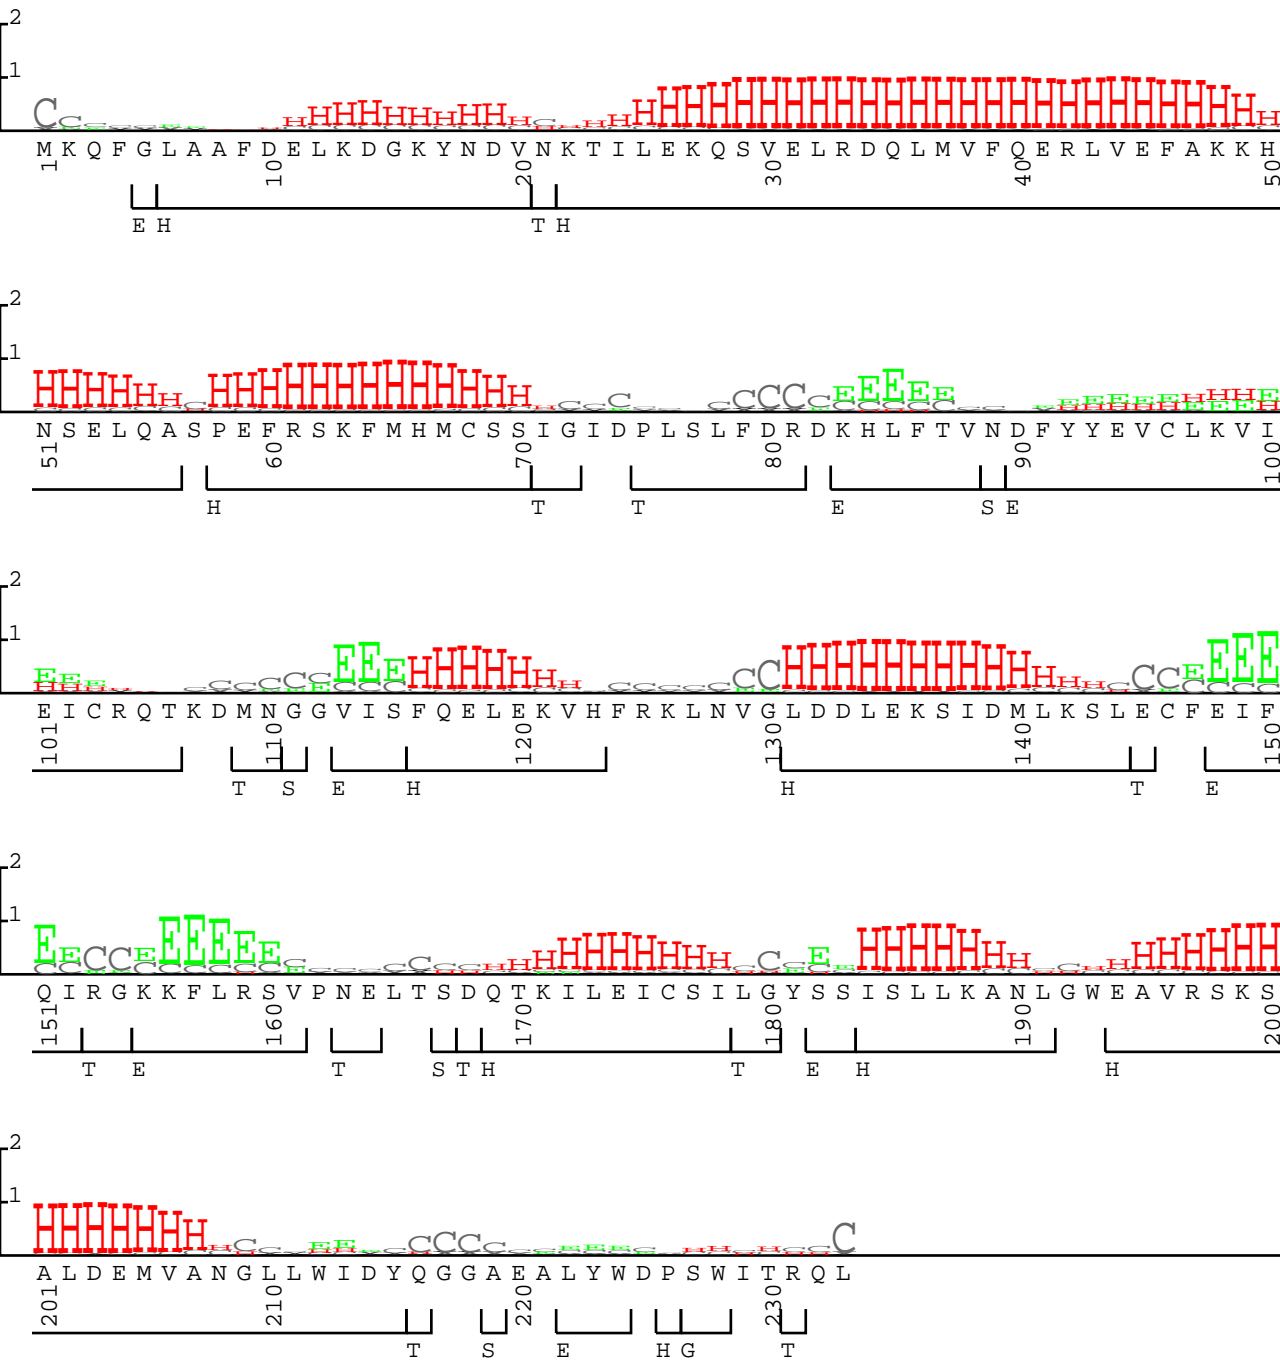 2
1
M K Q F G L A A F D E L K D G K Y N D V N K T I L E K Q S V E L R D Q L M V F Q E R L V E F A K K H
1 10 20 30 40 50
E H T H
2
1
N S E L Q A S P E F R S K F M H M C S S I G I D P L S L F D R D K H L F T V N D F Y Y E V C L K V I
51 60 70 80 90 100
H T T E S E
2
1
E I C R Q T K D M N G G V I S F Q E L E K V H F R K L N V G L D D L E K S I D M L K S L E C F E I F
101 110 120 130 140 150
T S E H H T E
2
1
Q I R G K K F L R S V P N E L T S D Q T K I L E I C S I L G Y S S I S L L K A N L G W E A V R S K S
151 160 170 180 190 200
T E T S T H T E H H
2
1
A L D E M V A N G L L W I D Y Q G G A E A L Y W D P S W I T R Q L
201 210 220 230
T S E H G T